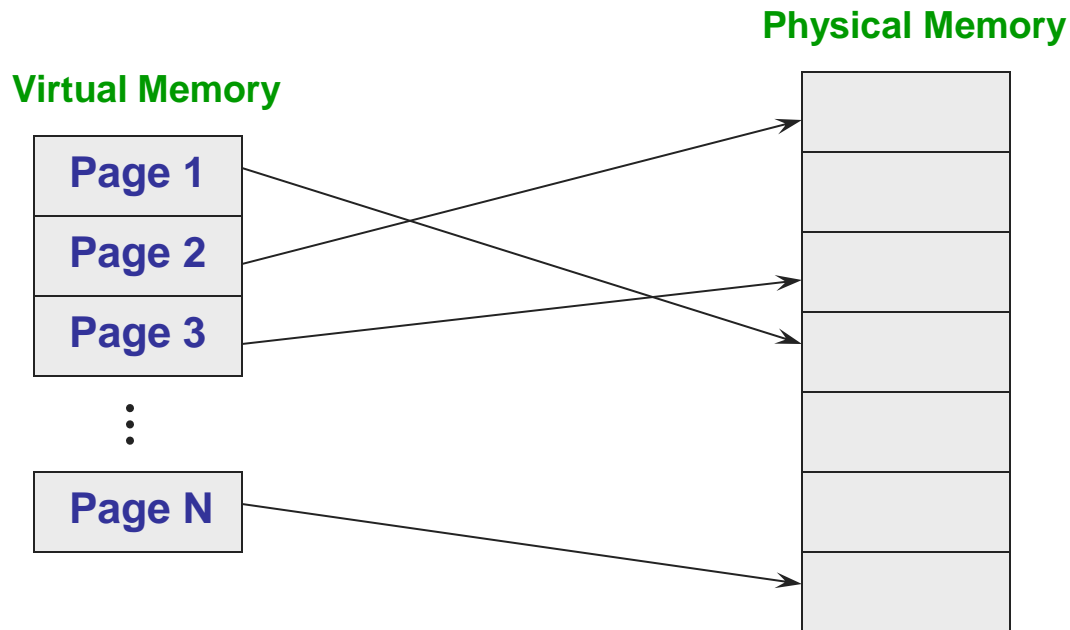 Physical Memory
Virtual Memory
Page 1
Page 2
Page 3
⋮
Page N